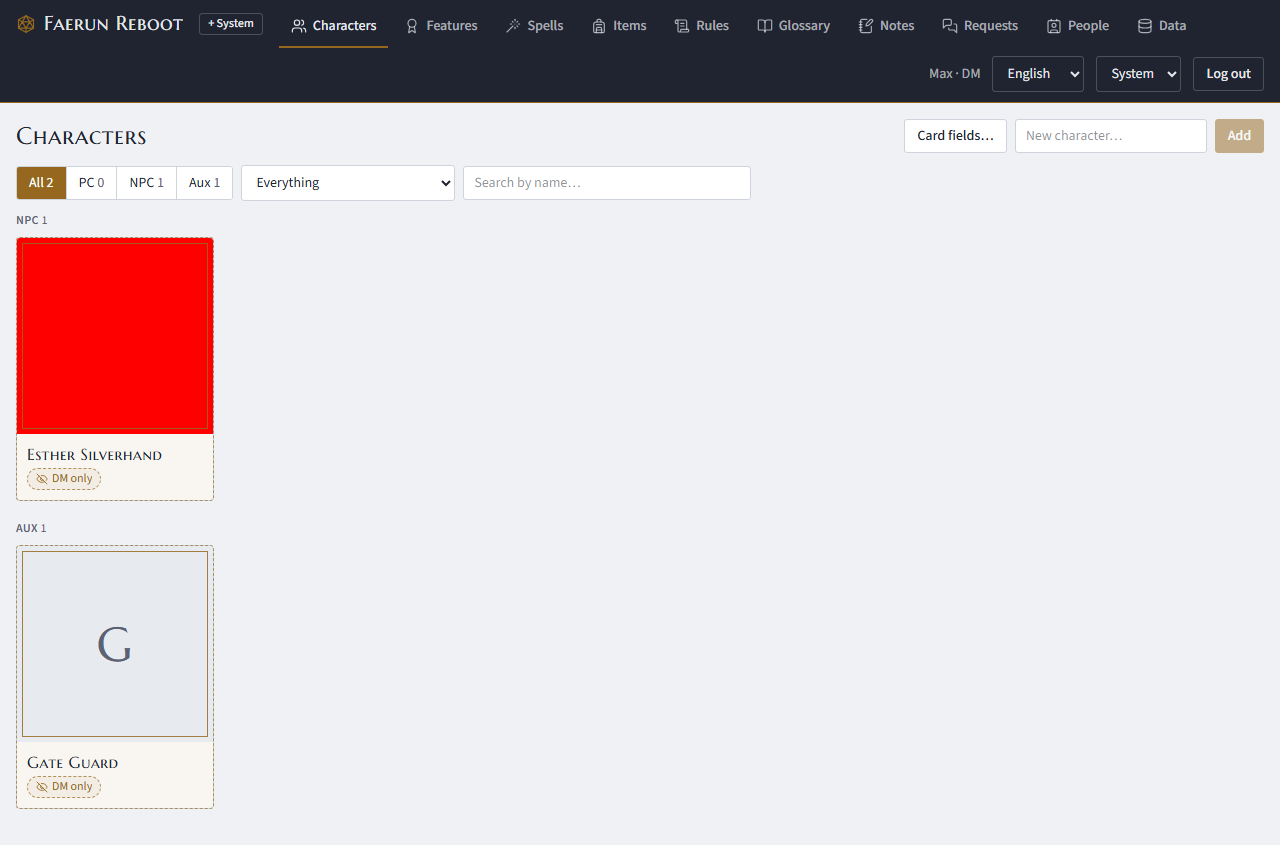 Faerun Reboot
+ System
Characters
Features
Spells
Items
Rules
Glossary
Notes
Requests
People
Data
Max · DM
English
System
Log out
Characters
Card fields…
New character…
Add
All 2
PC 0
NPC 1
Aux 1
Everything
Search by name…
NPC 1
Esther Silverhand
DM only
AUX 1
G
Gate Guard
DM only